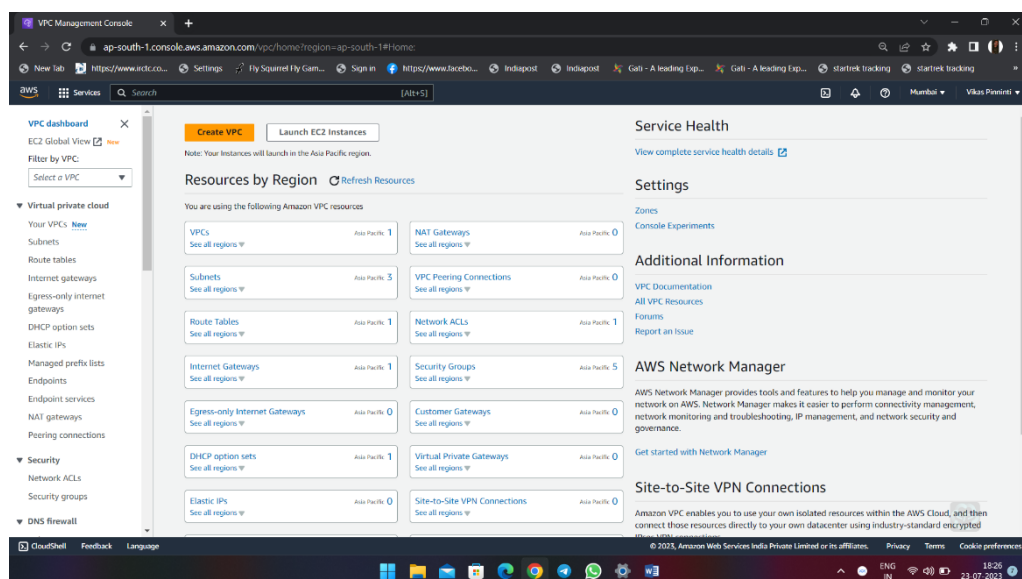 VPC Management Console
ap-south-1.console.aws.amazon.com/vpc/home?region=ap-south-1#Home:
New Tab https://www.irctc.co... Settings Fly Squirrel Fly Gam... Sign in https://www.facebo... Indiapost Indiapost Gati - A leading Exp... Gati - A leading Exp... startrek tracking startrek tracking »
aws Services Search [Alt+S] Mumbai Vikas Pinninti
VPC dashboard
EC2 Global View New
Filter by VPC:
Select a VPC
Virtual private cloud
Your VPCs New
Subnets
Route tables
Internet gateways
Egress-only internet
gateways
DHCP option sets
Elastic IPs
Managed prefix lists
Endpoints
Endpoint services
NAT gateways
Peering connections
Security
Network ACLs
Security groups
DNS firewall
Create VPC Launch EC2 Instances
Note: Your Instances will launch in the Asia Pacific region.
Resources by Region Refresh Resources
You are using the following Amazon VPC resources
VPCs Asia Pacific 1
See all regions
NAT Gateways Asia Pacific 0
See all regions
Subnets Asia Pacific 3
See all regions
VPC Peering Connections Asia Pacific 0
See all regions
Route Tables Asia Pacific 1
See all regions
Network ACLs Asia Pacific 1
See all regions
Internet Gateways Asia Pacific 1
See all regions
Security Groups Asia Pacific 5
See all regions
Egress-only Internet Gateways Asia Pacific 0
See all regions
Customer Gateways Asia Pacific 0
See all regions
DHCP option sets Asia Pacific 1
See all regions
Virtual Private Gateways Asia Pacific 0
See all regions
Elastic IPs Asia Pacific 0
See all regions
Site-to-Site VPN Connections Asia Pacific 0
See all regions
Service Health
View complete service health details
Settings
Zones
Console Experiments
Additional Information
VPC Documentation
All VPC Resources
Forums
Report an Issue
AWS Network Manager
AWS Network Manager provides tools and features to help you manage and monitor your
network on AWS. Network Manager makes it easier to perform connectivity management,
network monitoring and troubleshooting, IP management, and network security and
governance.
Get started with Network Manager
Site-to-Site VPN Connections
Amazon VPC enables you to use your own isolated resources within the AWS Cloud, and then
connect those resources directly to your own datacenter using industry-standard encrypted
CloudShell Feedback Language © 2023, Amazon Web Services India Private Limited or its affiliates. Privacy Terms Cookie preferences
ENG
IN
18:26
23-07-2023